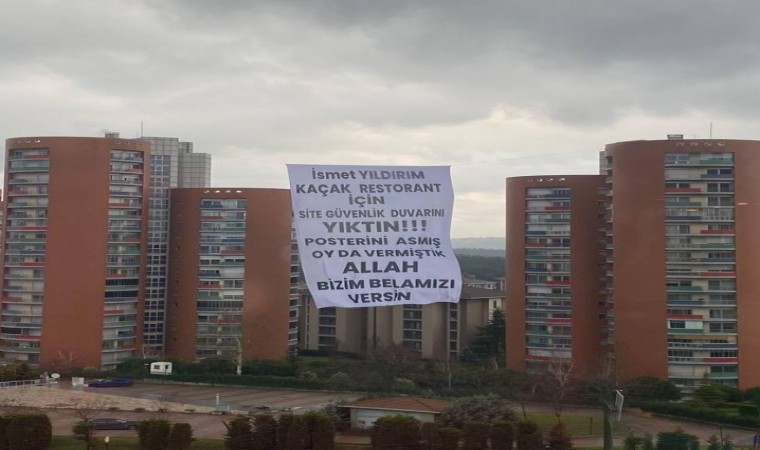 İsmet YILDIRIM
KAÇAK RESTORANT
İÇİN
SİTE GÜVENLİK DUVARINI
YIKTIN!!!
POSTERİNİ ASMIŞ
OY DA VERMİŞTİK
ALLAH
BİZİM BELAMIZI
VERSİN